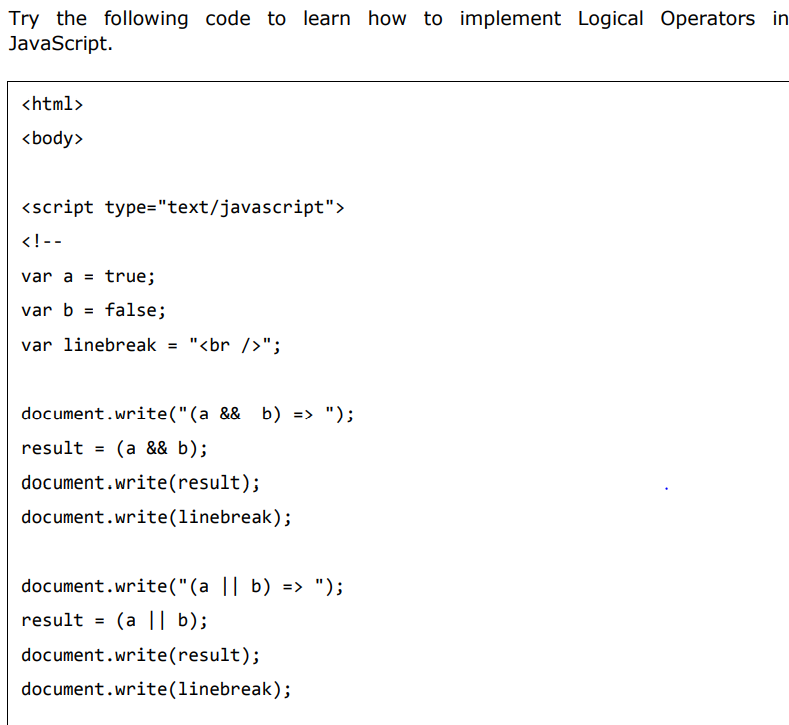 Try the following code to learn how to implement Logical Operators in
JavaScript.
<html>
<body>
<script type="text/javascript">
<!--
var a = true;
var b = false;
var linebreak = "<br />";
document.write("(a &&  b) => ");
result = (a && b);
document.write(result);
document.write(linebreak);
document.write("(a || b) => ");
result = (a || b);
document.write(result);
document.write(linebreak);